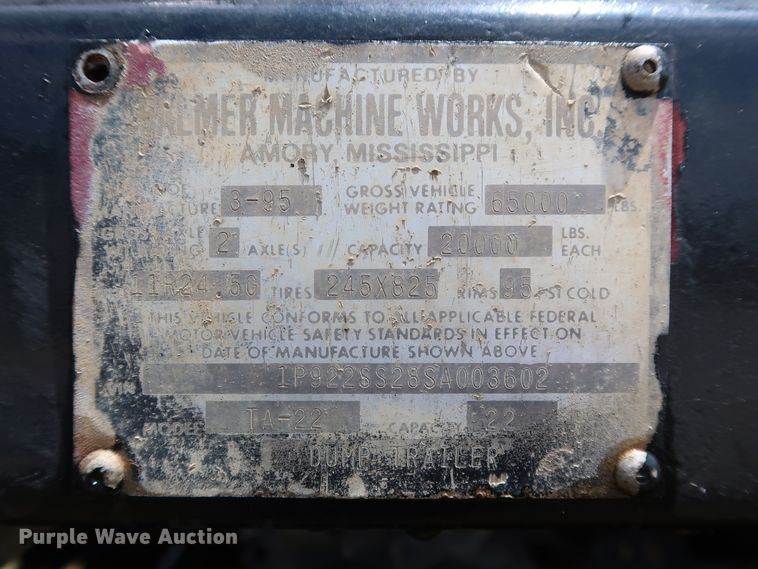 MANUFACTURED BY
ALMER MACHINE WORKS, INC.
AMORY, MISSISSIPPI
3-95 GROSS VEHICLE WEIGHT RATING 65000 LBS.
2 AXLE(S) CAPACITY 20000 LBS. EACH
11R24.5G TIRES 245X825 RIMS 95 PSI COLD
THIS VEHICLE CONFORMS TO ALL APPLICABLE FEDERAL
MOTOR VEHICLE SAFETY STANDARDS IN EFFECT ON
DATE OF MANUFACTURE SHOWN ABOVE
VIN 1P922SS28SA003602
MODEL TA-22 CAPACITY 22
DUMP TRAILER
Purple Wave Auction